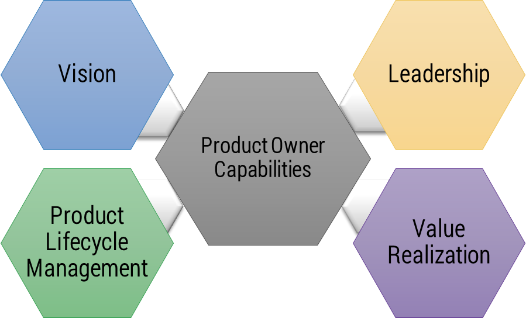 Vision
Leadership
Product Owner
Capabilities
Product
Lifecycle
Management
Value
Realization